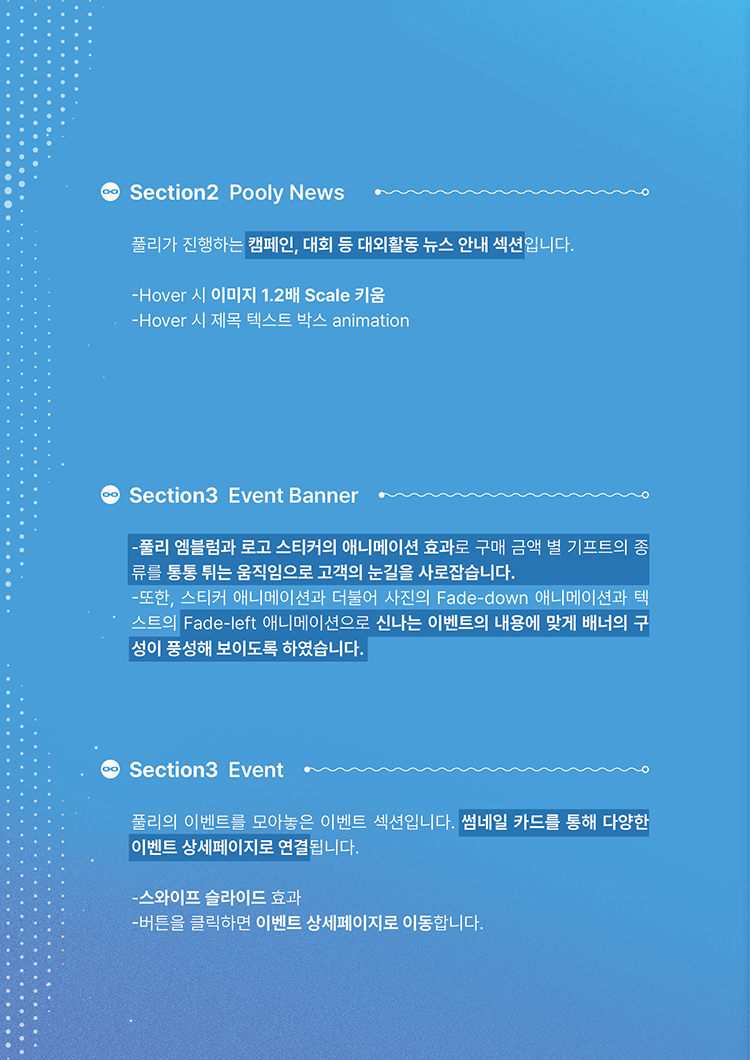 Section2 Pooly News
풀리가 진행하는 캠페인, 대회 등 대외활동 뉴스 안내 섹션입니다.
-Hover 시 이미지 1.2배 Scale 키움
-Hover 시 제목 텍스트 박스 animation
Section3 Event Banner
-풀리 엠블럼과 로고 스티커의 애니메이션 효과로 구매 금액 별 기프트의 종
류를 통통 튀는 움직임으로 고객의 눈길을 사로잡습니다.
-또한, 스티커 애니메이션과 더불어 사진의 Fade-down 애니메이션과 텍
스트의 Fade-left 애니메이션으로 신나는 이벤트의 내용에 맞게 배너의 구
성이 풍성해 보이도록 하였습니다.
Section3 Event
풀리의 이벤트를 모아놓은 이벤트 섹션입니다. 썸네일 카드를 통해 다양한
이벤트 상세페이지로 연결됩니다.
-스와이프 슬라이드 효과
-버튼을 클릭하면 이벤트 상세페이지로 이동합니다.